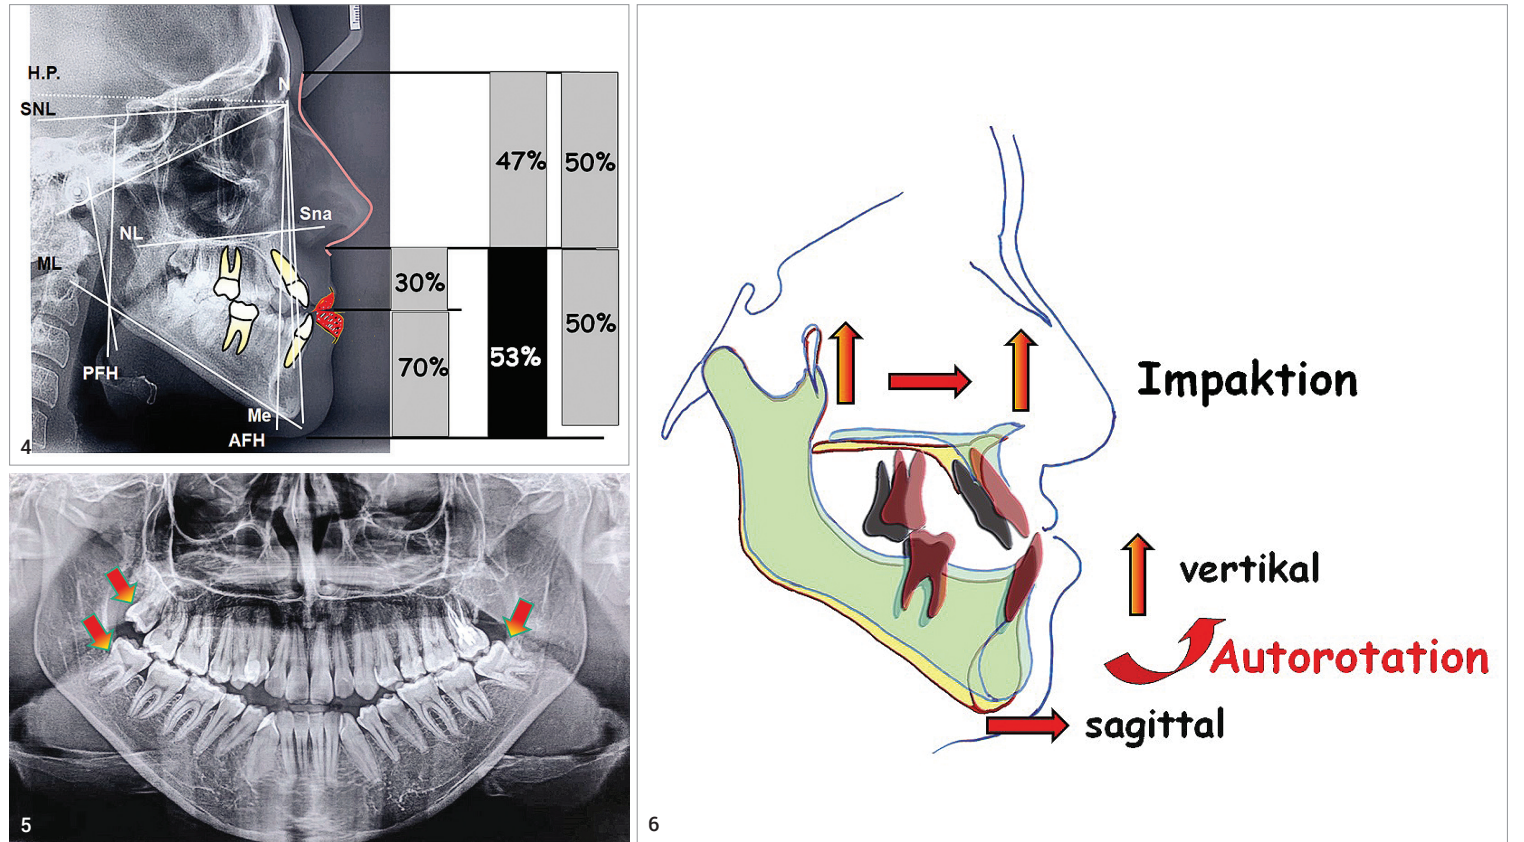 H.P.
N
SNL
47%
50%
Sna
NL
ML
30%
50%
53%
70%
PFH
Me
AFH
4
5
Impaktion
vertikal
Autorotation
sagittal
6